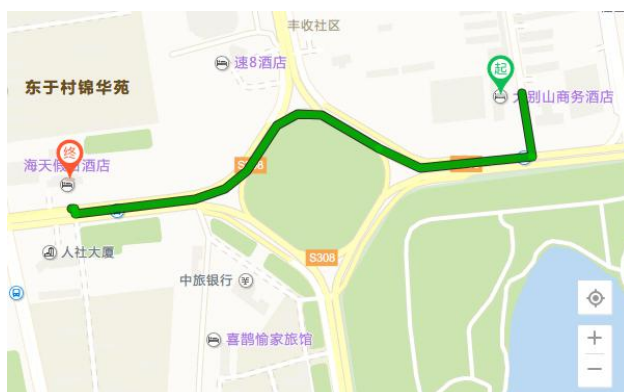 丰收社区
速8酒店
起
东于村锦华苑
大别山商务酒店
终
海天假日酒店
S308
人社大厦
S308
中旅银行
喜鹊愉家旅馆